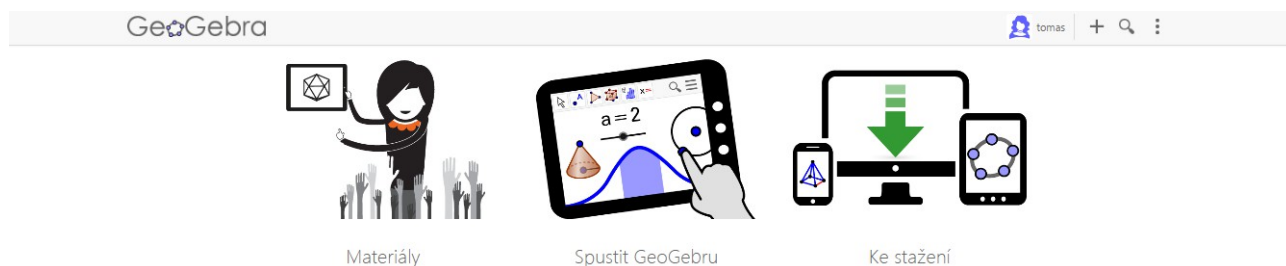 GeoGebra
tomas
a = 2
Materiály
Spustit GeoGebru
Ke stažení